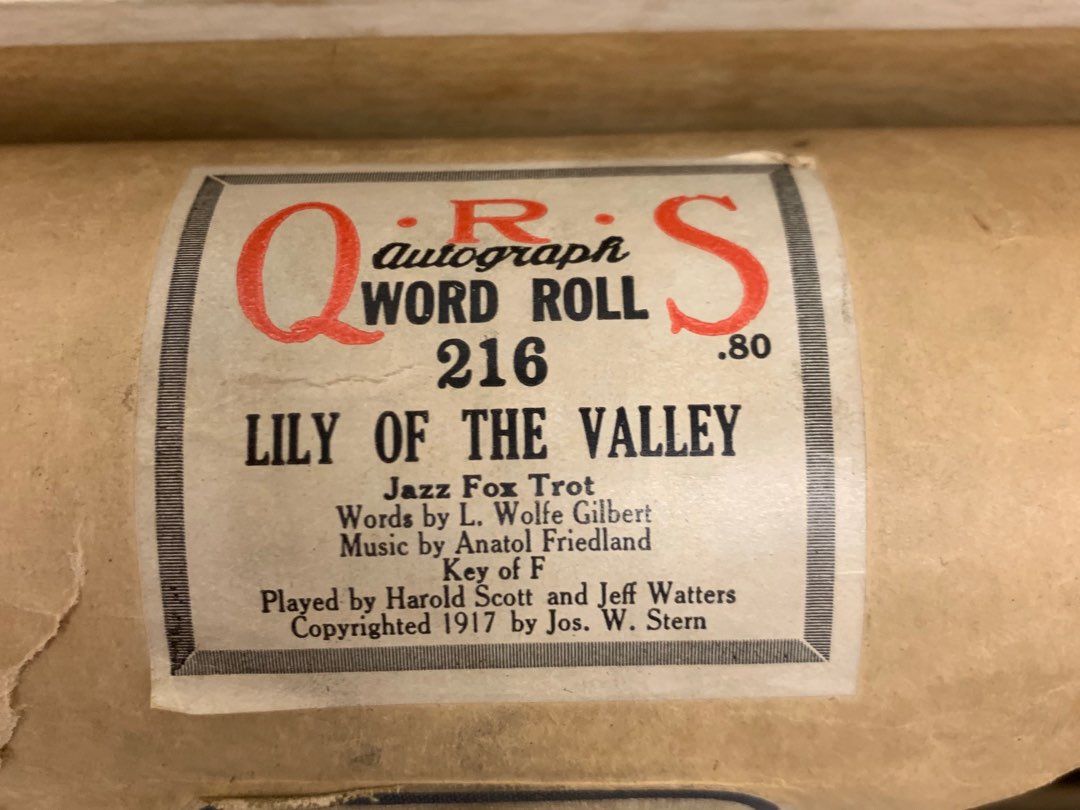 Q·R·S
Autograph
WORD ROLL
216
.80
LILY OF THE VALLEY
Jazz Fox Trot
Words by L. Wolfe Gilbert
Music by Anatol Friedland
Key of F
Played by Harold Scott and Jeff Watters
Copyrighted 1917 by Jos. W. Stern